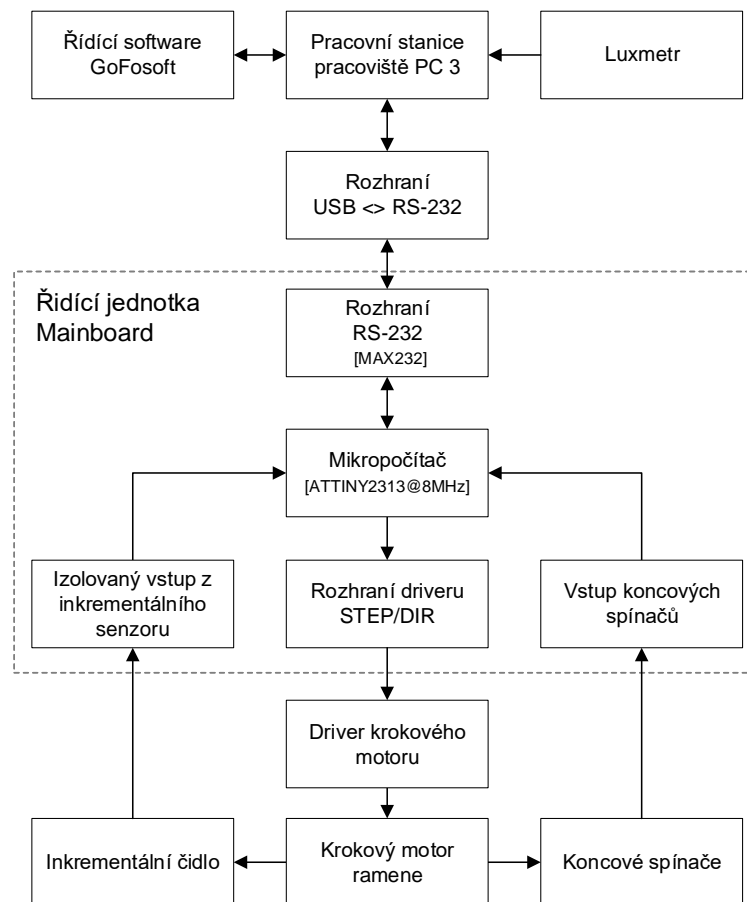 Řídící software
GoFosoft
Pracovní stanice
pracoviště PC 3
Luxmetr
Rozhraní
USB <> RS-232
Řidící jednotka
Mainboard
Rozhraní
RS-232
[MAX232]
Mikropočítač
[ATTINY2313@8MHz]
Izolovaný vstup z
inkrementálního
senzoru
Rozhraní driveru
STEP/DIR
Vstup koncových
spínačů
Driver krokového
motoru
Inkrementální čidlo
Krokový motor
ramene
Koncové spínače